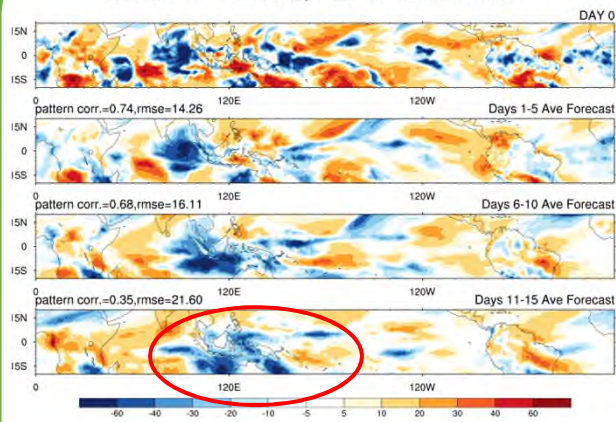 DAY 0
15N
0
15S
0 120E 120W
pattern corr.=0.74,rmse=14.26 Days 1-5 Ave Forecast
15N
0
15S
0 120E 120W
pattern corr.=0.68,rmse=16.11 Days 6-10 Ave Forecast
15N
0
15S
0 120E 120W
pattern corr.=0.35,rmse=21.60 Days 11-15 Ave Forecast
15N
0
15S
0 120E 120W
-60 -40 -30 -20 -10 -5 5 10 20 30 40 60